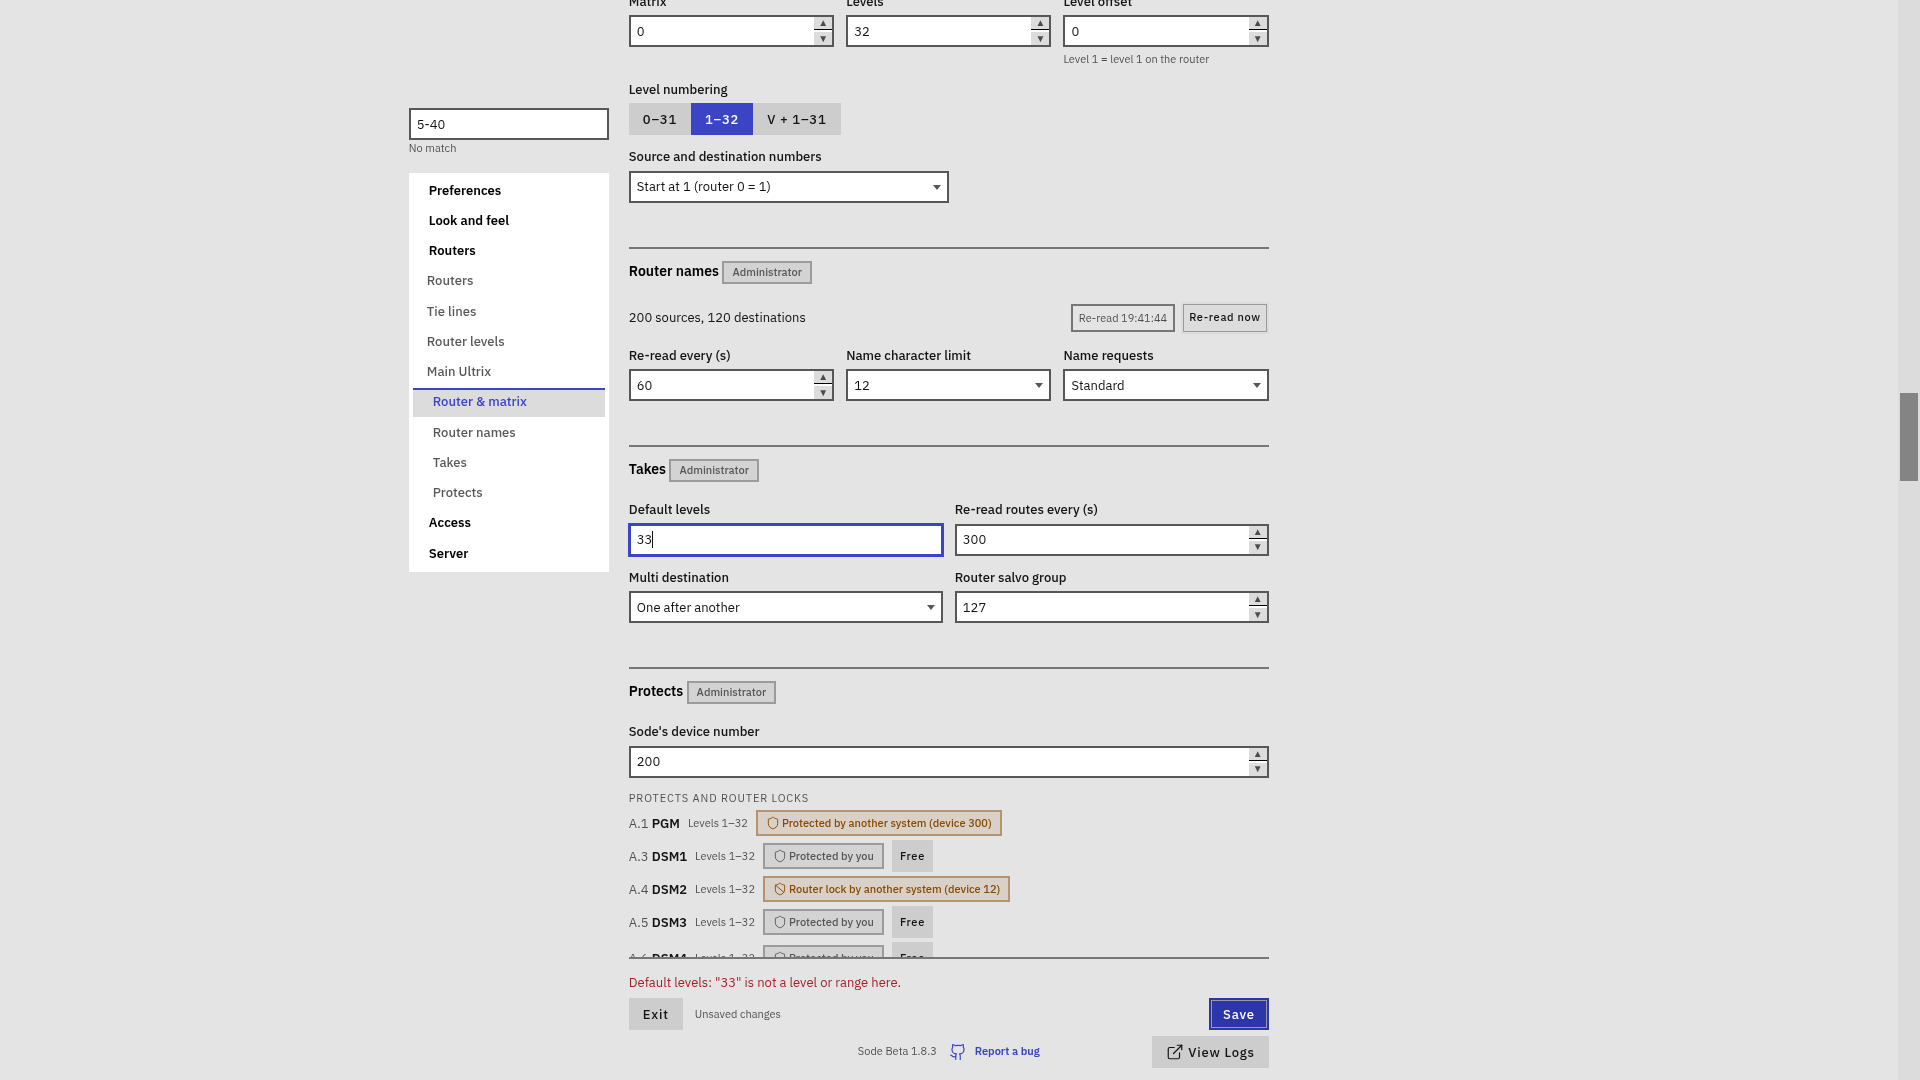 Matrix
Levels
Level offset
0
32
0
Level 1 = level 1 on the router
Level numbering
0–31
1–32
V + 1–31
5-40
No match
Source and destination numbers
Start at 1 (router 0 = 1)
Preferences
Look and feel
Routers
Routers
Tie lines
Router levels
Main Ultrix
Router & matrix
Router names
Takes
Protects
Access
Server
Router names
Administrator
200 sources, 120 destinations
Re-read 19:41:44
Re-read now
Re-read every (s)
Name character limit
Name requests
60
12
Standard
Takes
Administrator
Default levels
Re-read routes every (s)
33
300
Multi destination
Router salvo group
One after another
127
Protects
Administrator
Sode's device number
200
PROTECTS AND ROUTER LOCKS
A.1 PGM Levels 1–32 Protected by another system (device 300)
A.3 DSM1 Levels 1–32 Protected by you Free
A.4 DSM2 Levels 1–32 Router lock by another system (device 12)
A.5 DSM3 Levels 1–32 Protected by you Free
A.6 DSM4 Levels 1–32 Protected by you Free
Default levels: "33" is not a level or range here.
Exit
Unsaved changes
Save
Sode Beta 1.8.3
Report a bug
View Logs